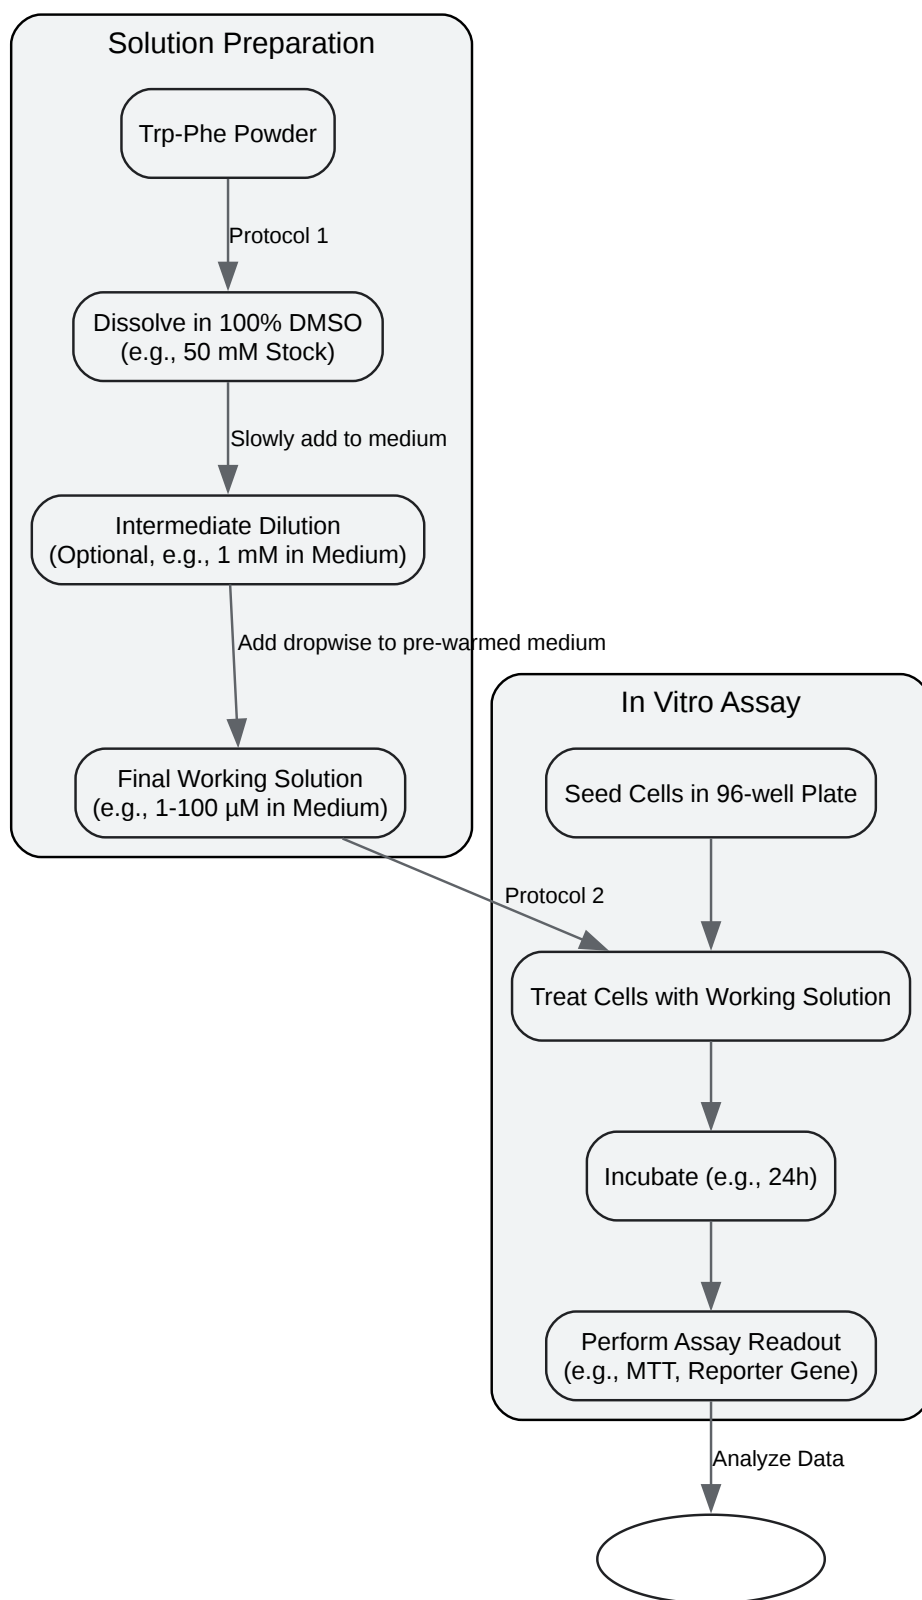 Solution Preparation
Trp-Phe Powder
Protocol 1
Dissolve in 100% DMSO
(e.g., 50 mM Stock)
Slowly add to medium
Intermediate Dilution
(Optional, e.g., 1 mM in Medium)
Add dropwise to pre-warmed medium
Final Working Solution
(e.g., 1-100 µM in Medium)
In Vitro Assay
Seed Cells in 96-well Plate
Protocol 2
Treat Cells with Working Solution
Incubate (e.g., 24h)
Perform Assay Readout
(e.g., MTT, Reporter Gene)
Analyze Data